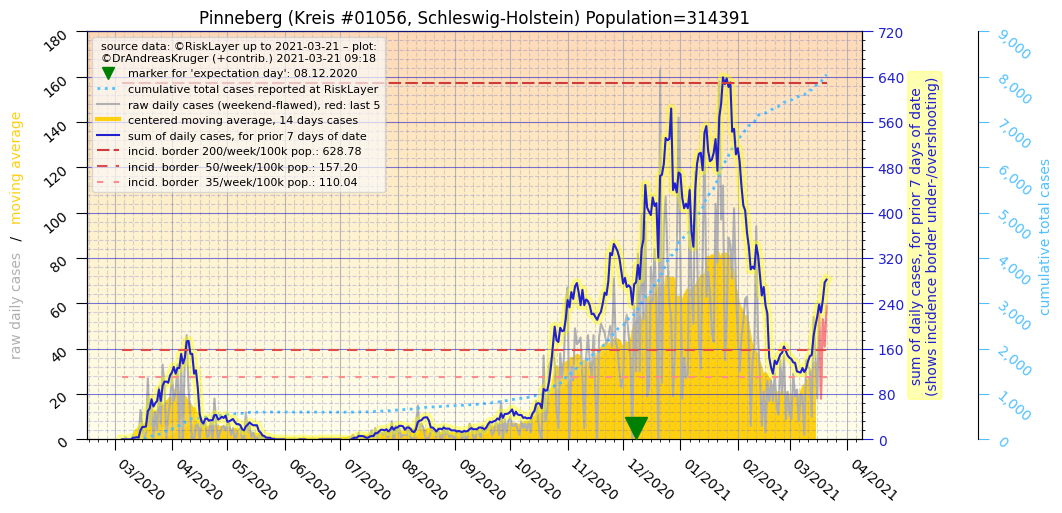 Pinneberg (Kreis #01056, Schleswig-Holstein) Population=314391
source data: ©RiskLayer up to 2021-03-21 – plot:
©DrAndreasKruger (+contrib.) 2021-03-21 09:18
marker for 'expectation day': 08.12.2020
cumulative total cases reported at RiskLayer
raw daily cases (weekend-flawed), red: last 5
centered moving average, 14 days cases
sum of daily cases, for prior 7 days of date
incid. border 200/week/100k pop.: 628.78
incid. border  50/week/100k pop.: 157.20
incid. border  35/week/100k pop.: 110.04
raw daily cases / moving average
180
160
140
120
100
80
60
40
20
0
03/2020
04/2020
05/2020
06/2020
07/2020
08/2020
09/2020
10/2020
11/2020
12/2020
01/2021
02/2021
03/2021
04/2021
720
640
560
480
400
320
240
160
80
0
sum of daily cases, for prior 7 days of date
(shows incidence border under-/overshooting)
9,000
8,000
7,000
6,000
5,000
4,000
3,000
2,000
1,000
0
cumulative total cases